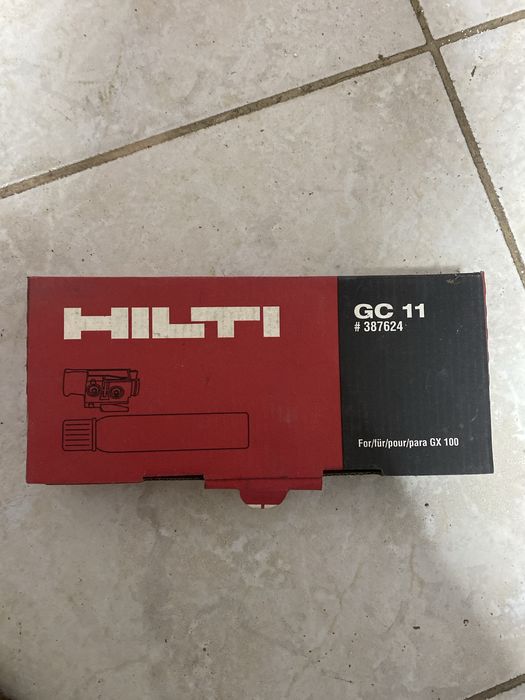 HILTI
GC 11
# 387624
For/für/pour/para GX 100